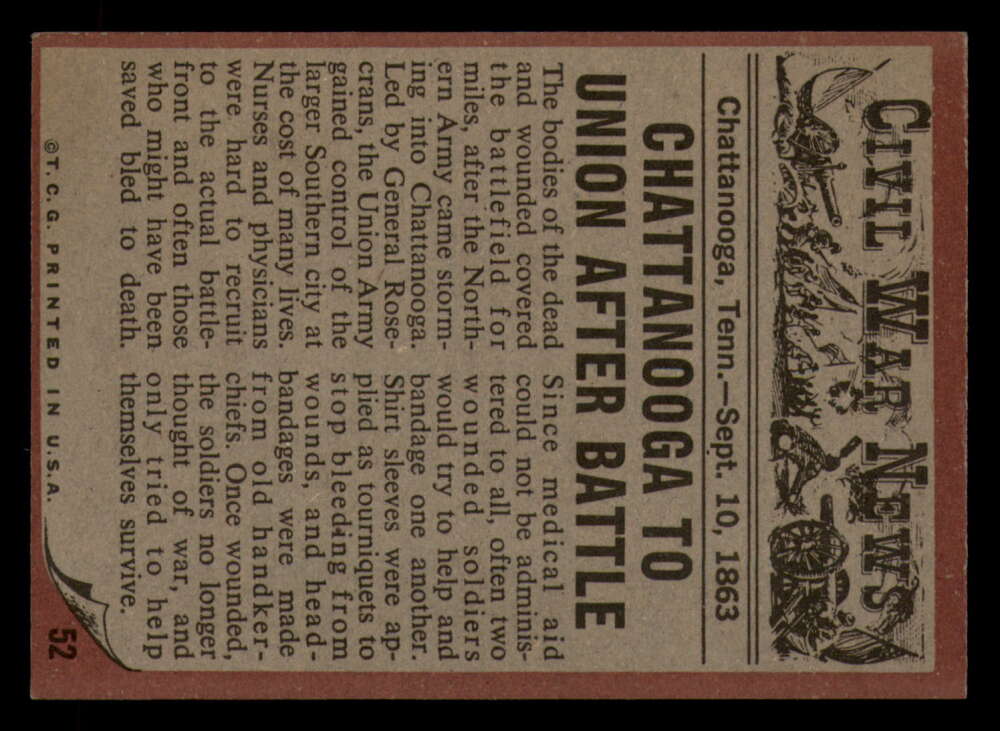 CIVIL WAR NEWS
Chattanooga, Tenn.—Sept. 10, 1863
CHATTANOOGA TO
UNION AFTER BATTLE
The bodies of the dead
and wounded covered
the battlefield for
miles, after the North-
ern Army came storm-
ing into Chattanooga.
Led by General Rose-
crans, the Union Army
gained control of the
larger Southern city at
the cost of many lives.
Nurses and physicians
were hard to recruit
to the actual battle-
front and often those
who might have been
saved bled to death.
Since medical aid
could not be adminis-
tered to all, often two
wounded soldiers
would try to help and
bandage one another.
Shirt sleeves were ap-
plied as tourniquets to
stop bleeding from
wounds, and head-
bandages were made
from old handker-
chiefs. Once wounded,
the soldiers no longer
thought of war, and
only tried to help
themselves survive.
©T. C. G. PRINTED IN U.S.A.
52